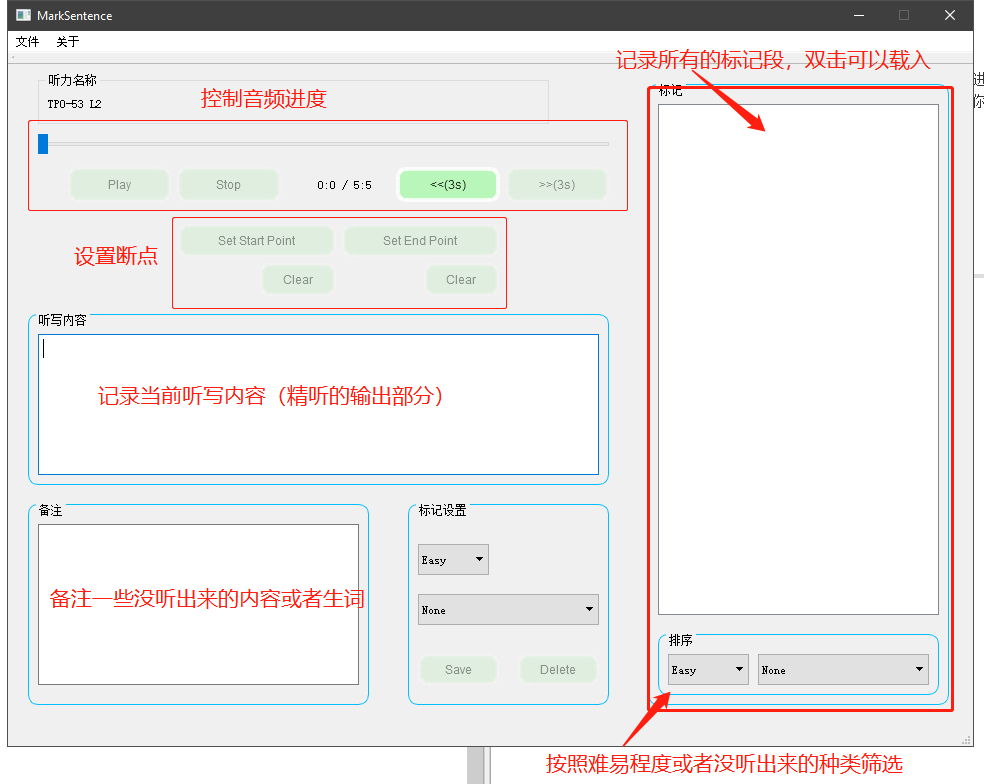 MarkSentence
文件 关于
记录所有的标记段，双击可以载入
听力名称
TPO-53 L2
控制音频进度
标记
Play Stop 0:0 / 5:5 <<(3s) >>(3s)
设置断点
Set Start Point Set End Point
Clear Clear
听写内容
记录当前听写内容（精听的输出部分）
备注
备注一些没听出来的内容或者生词
标记设置
Easy
None
Save Delete
排序
Easy None
按照难易程度或者没听出来的种类筛选
进
你